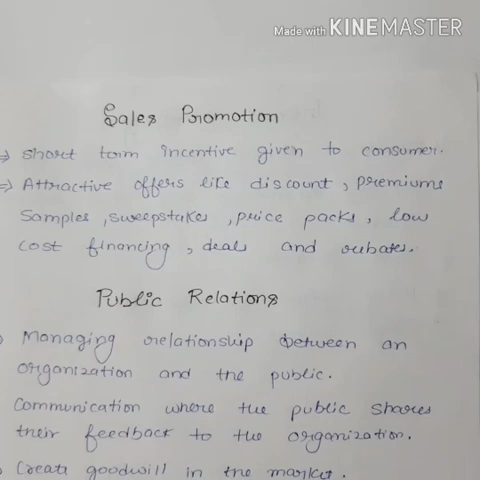 Made with KINEMASTER
Sales Promotion
⇒ short term incentive given to consumer.
⇒ Attractive offers like discount, premiums
Samples, sweepstakes, price packs, low
cost financing, deals and rebates.
Public Relations
Managing relationship between an
organization and the public.
Communication where the public shares
their feedback to the organization.
Create goodwill in the market.